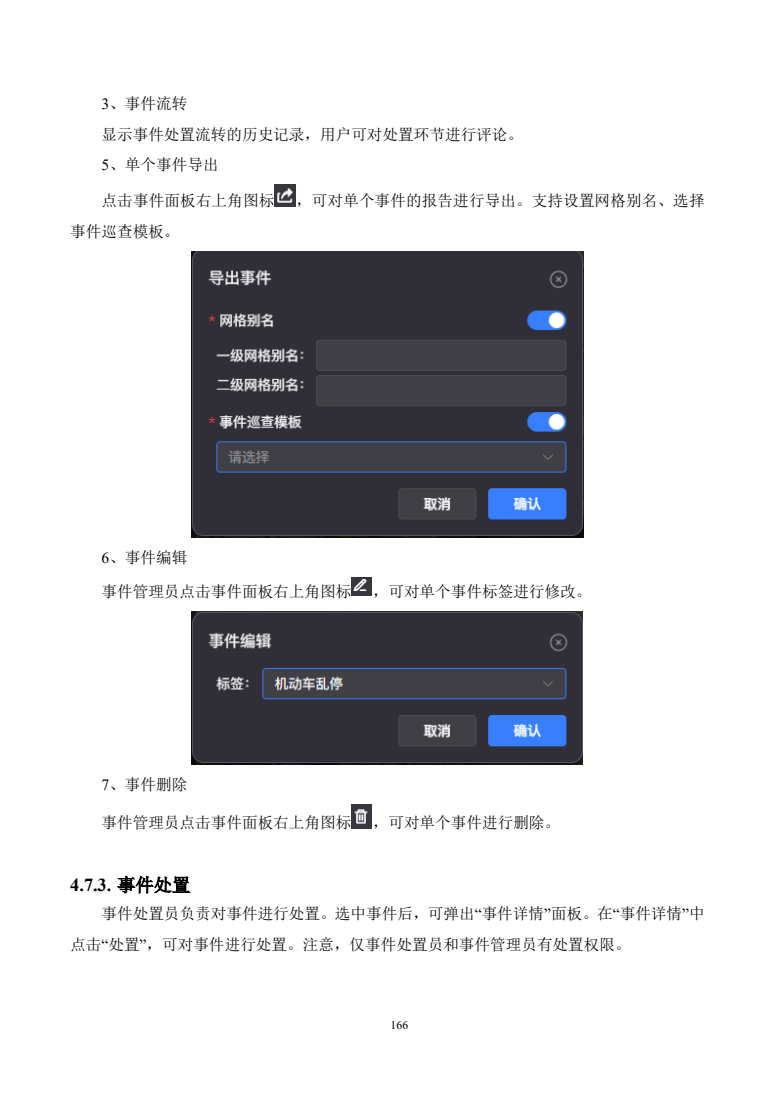 3、事件流转
显示事件处置流转的历史记录，用户可对处置环节进行评论。
5、单个事件导出
点击事件面板右上角图标，可对单个事件的报告进行导出。支持设置网格别名、选择
事件巡查模板。
导出事件
* 网格别名
一级网格别名：
二级网格别名：
* 事件巡查模板
请选择
取消 确认
6、事件编辑
事件管理员点击事件面板右上角图标，可对单个事件标签进行修改。
事件编辑
标签： 机动车乱停
取消 确认
7、事件删除
事件管理员点击事件面板右上角图标，可对单个事件进行删除。
4.7.3. 事件处置
事件处置员负责对事件进行处置。选中事件后，可弹出“事件详情”面板。在“事件详情”中
点击“处置”，可对事件进行处置。注意，仅事件处置员和事件管理员有处置权限。
166